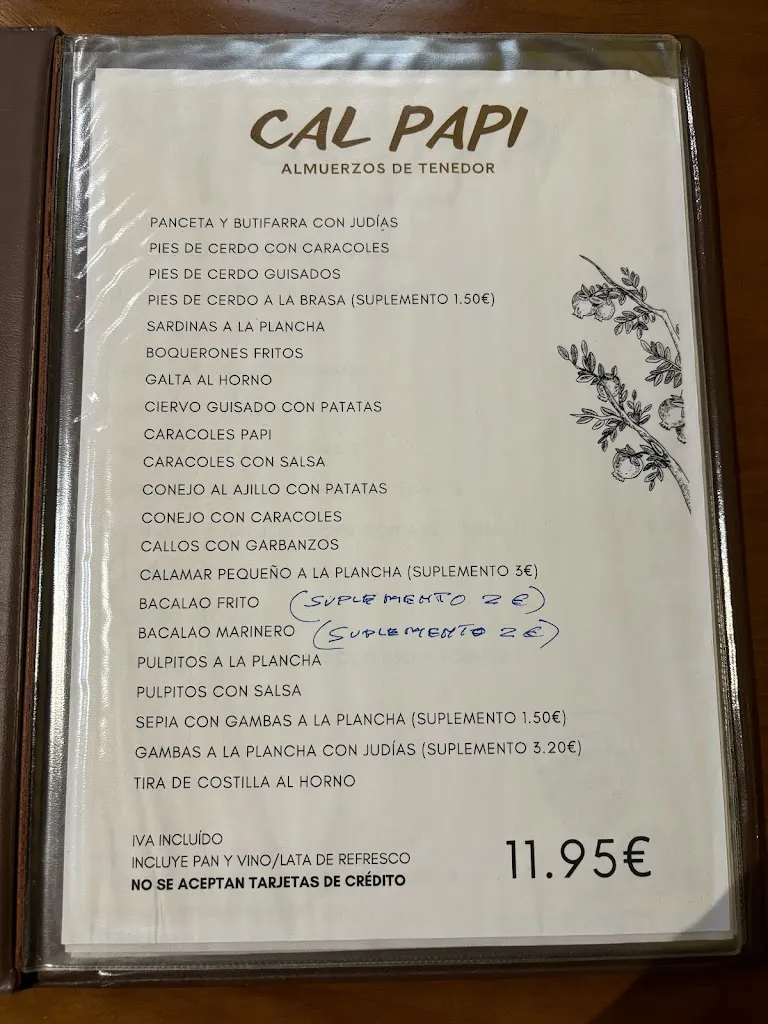 CAL PAPI
ALMUERZOS DE TENEDOR
PANCETA Y BUTIFARRA CON JUDÍAS
PIES DE CERDO CON CARACOLES
PIES DE CERDO GUISADOS
PIES DE CERDO A LA BRASA (SUPLEMENTO 1.50€)
SARDINAS A LA PLANCHA
BOQUERONES FRITOS
GALTA AL HORNO
CIERVO GUISADO CON PATATAS
CARACOLES PAPI
CARACOLES CON SALSA
CONEJO AL AJILLO CON PATATAS
CONEJO CON CARACOLES
CALLOS CON GARBANZOS
CALAMAR PEQUEÑO A LA PLANCHA (SUPLEMENTO 3€)
BACALAO FRITO (SUPLEMENTO 2 €)
BACALAO MARINERO (SUPLEMENTO 2€)
PULPITOS A LA PLANCHA
PULPITOS CON SALSA
SEPIA CON GAMBAS A LA PLANCHA (SUPLEMENTO 1.50€)
GAMBAS A LA PLANCHA CON JUDÍAS (SUPLEMENTO 3.20€)
TIRA DE COSTILLA AL HORNO
IVA INCLUÍDO
INCLUYE PAN Y VINO/LATA DE REFRESCO
NO SE ACEPTAN TARJETAS DE CRÉDITO
11.95€